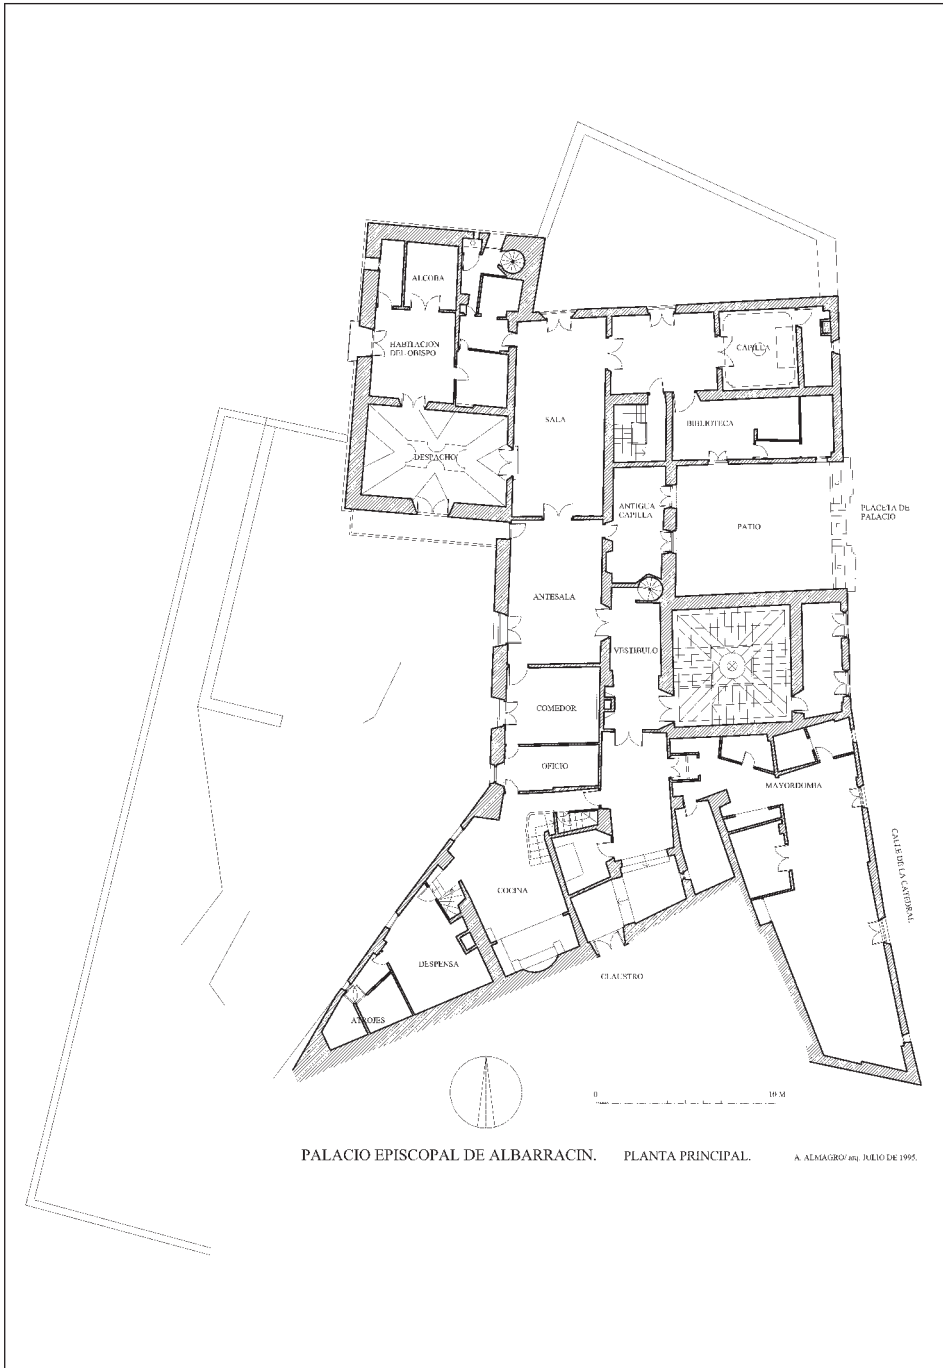 ALCOBA
HABITACION
DEL OBISPO
CAPILLA
SALA
BIBLIOTECA
DESPACHO
ANTIGUA
CAPILLA
PATIO
PLACETA DE
PALACIO
ANTESALA
VESTIBULO
COMEDOR
OFICIO
MAYORDOMIA
CALLE DE LA CATEDRAL
COCINA
DESPENSA
CLAUSTRO
ATROJES
0 10 M
PALACIO EPISCOPAL DE ALBARRACIN. PLANTA PRINCIPAL. A. ALMAGRO/ arq. JULIO DE 1995.